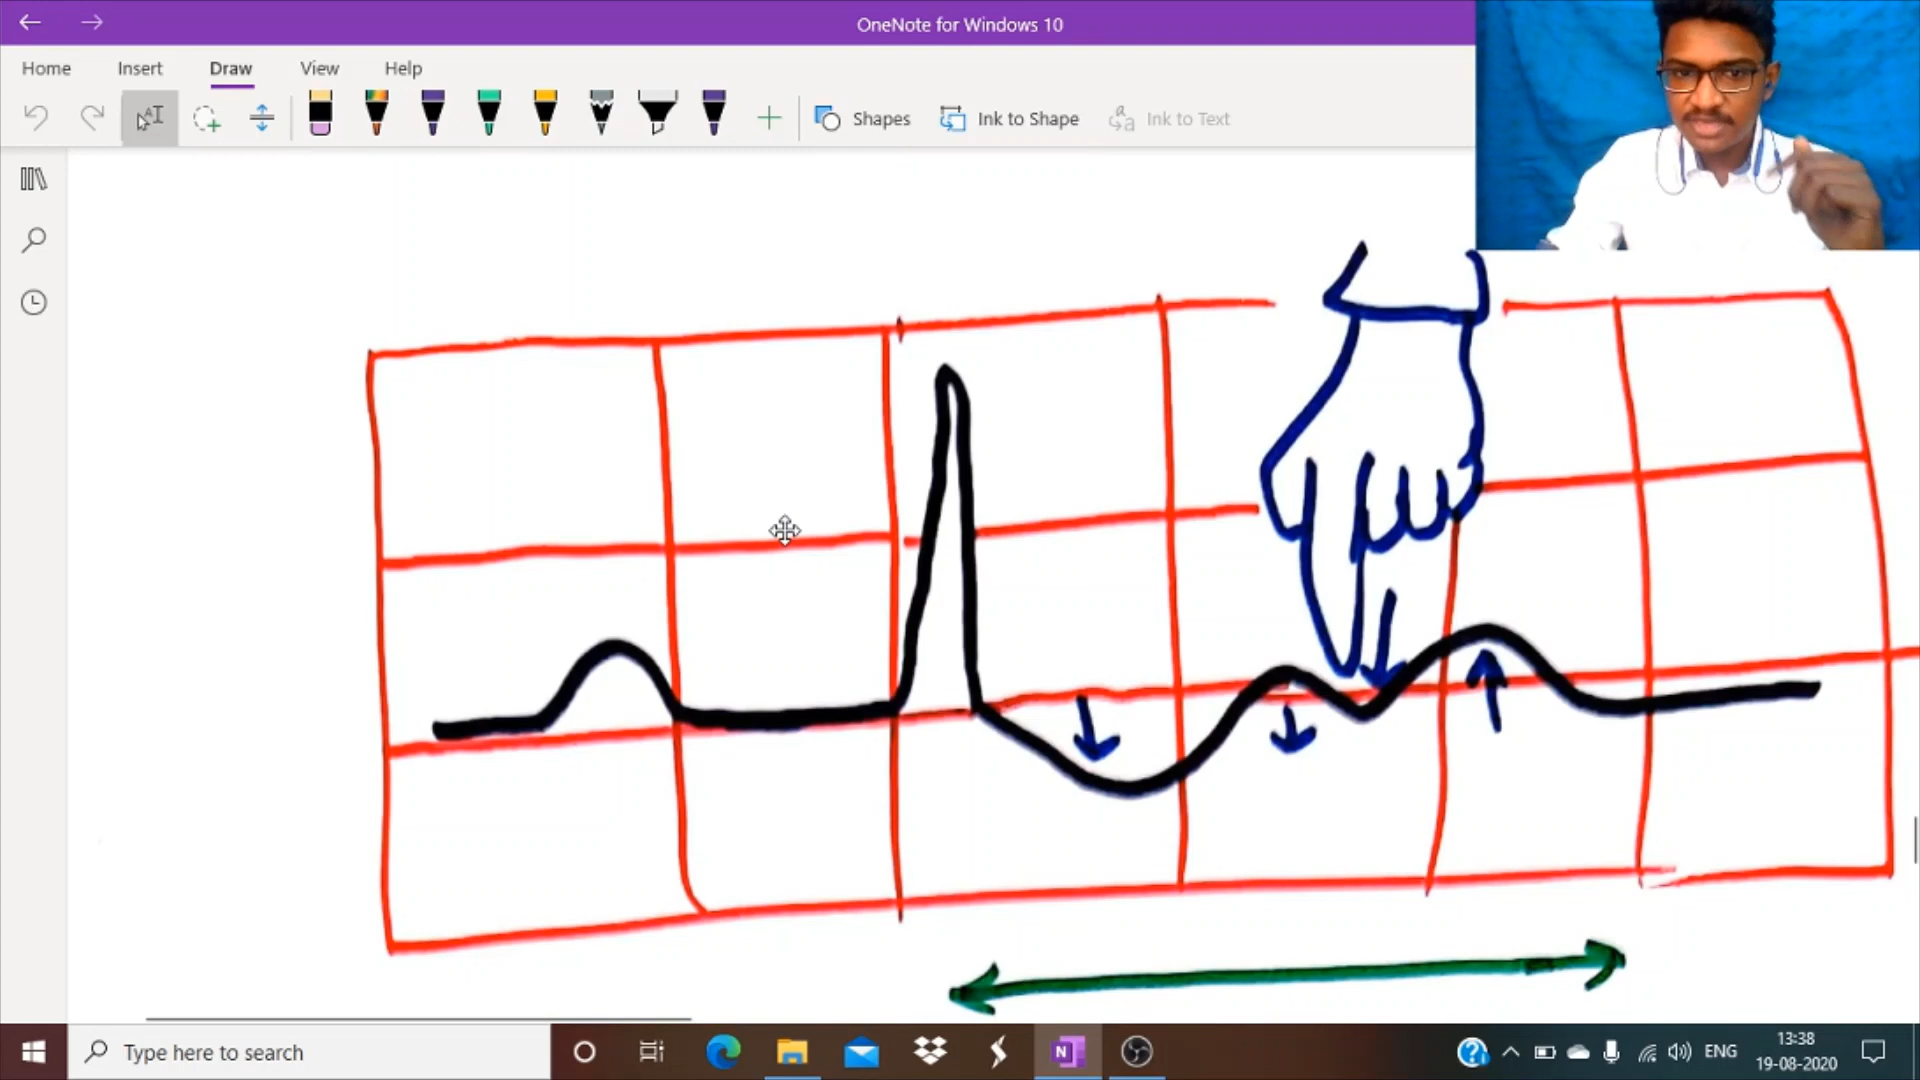 OneNote for Windows 10
Home Insert Draw View Help
Shapes Ink to Shape Ink to Text
Type here to search
ENG
13:38
19-08-2020